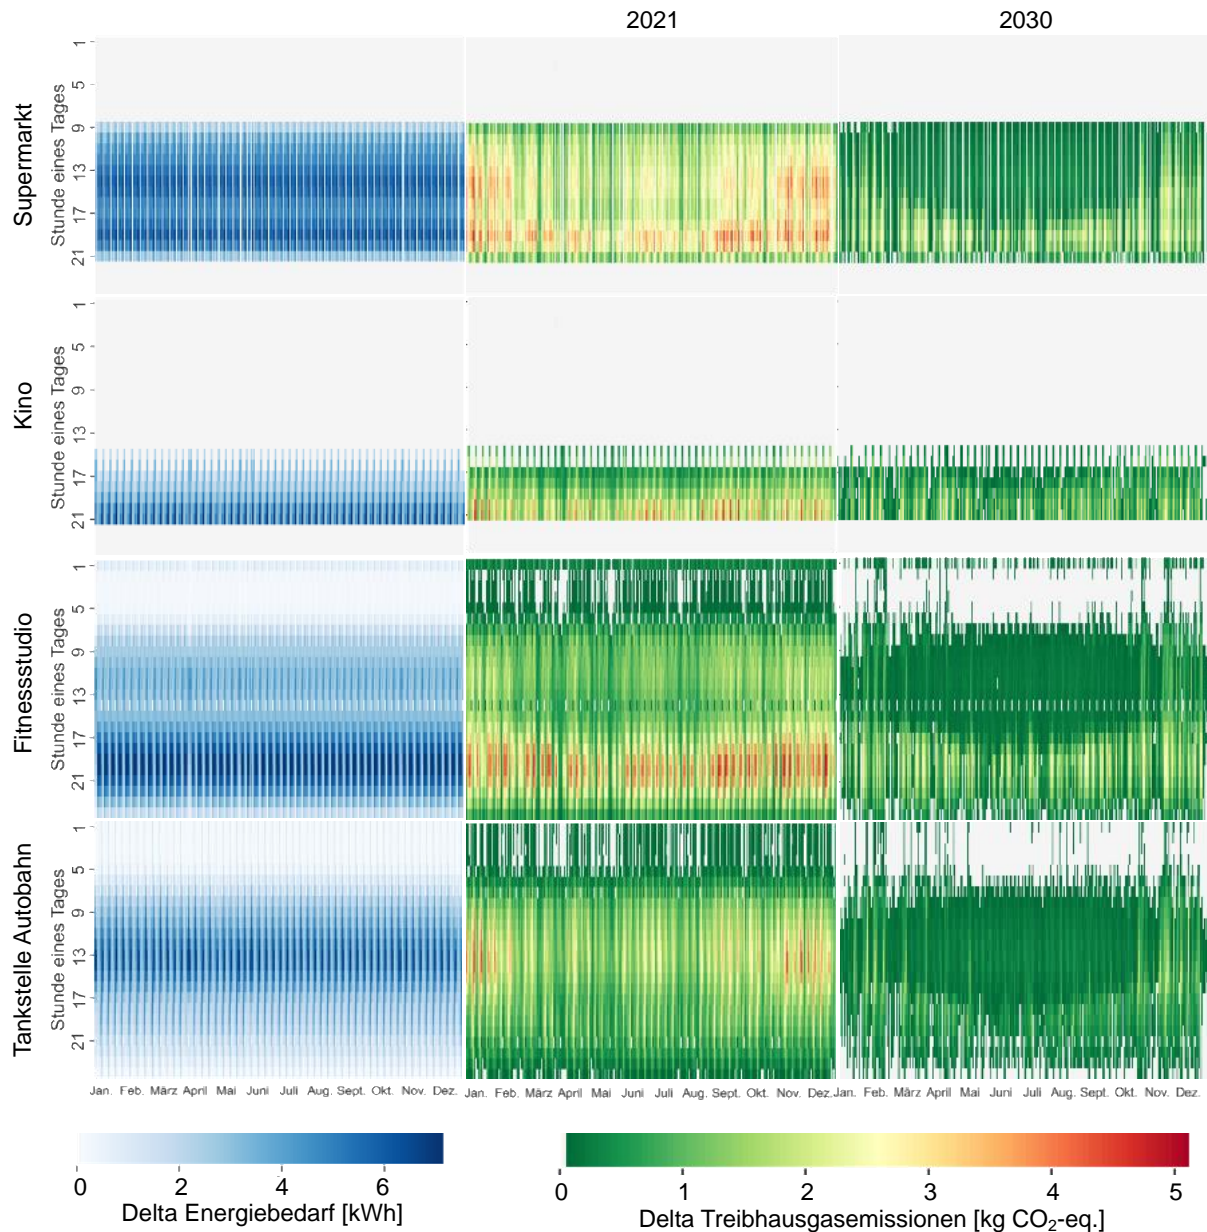 2021 2030
Supermarkt
Stunde eines Tages
1
5
9
13
17
21
Kino
Stunde eines Tages
1
5
9
13
17
21
Fitnessstudio
Stunde eines Tages
1
5
9
13
17
21
Tankstelle Autobahn
Stunde eines Tages
1
5
9
13
17
21
Jan. Feb. März April Mai Juni Juli Aug. Sept. Okt. Nov. Dez.
Jan. Feb. März April Mai Juni Juli Aug. Sept. Okt. Nov. Dez.
Jan. Feb. März April Mai Juni Juli Aug. Sept. Okt. Nov. Dez.
0 2 4 6
Delta Energiebedarf [kWh]
0 1 2 3 4 5
Delta Treibhausgasemissionen [kg CO₂-eq.]